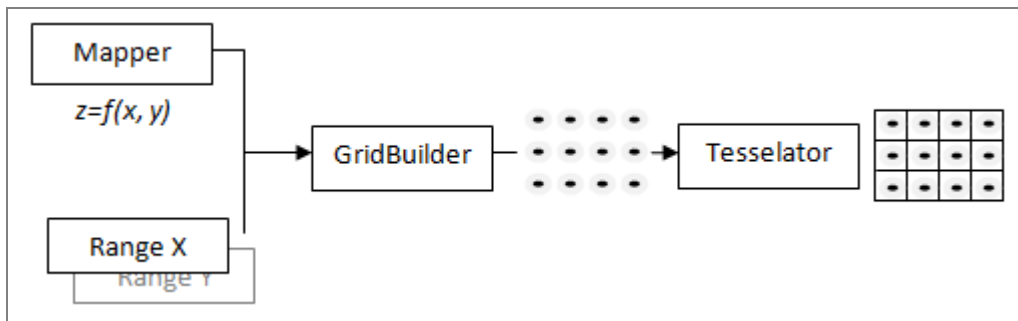 Mapper
z=f(x, y)
GridBuilder
Tesselator
Range X
Range Y